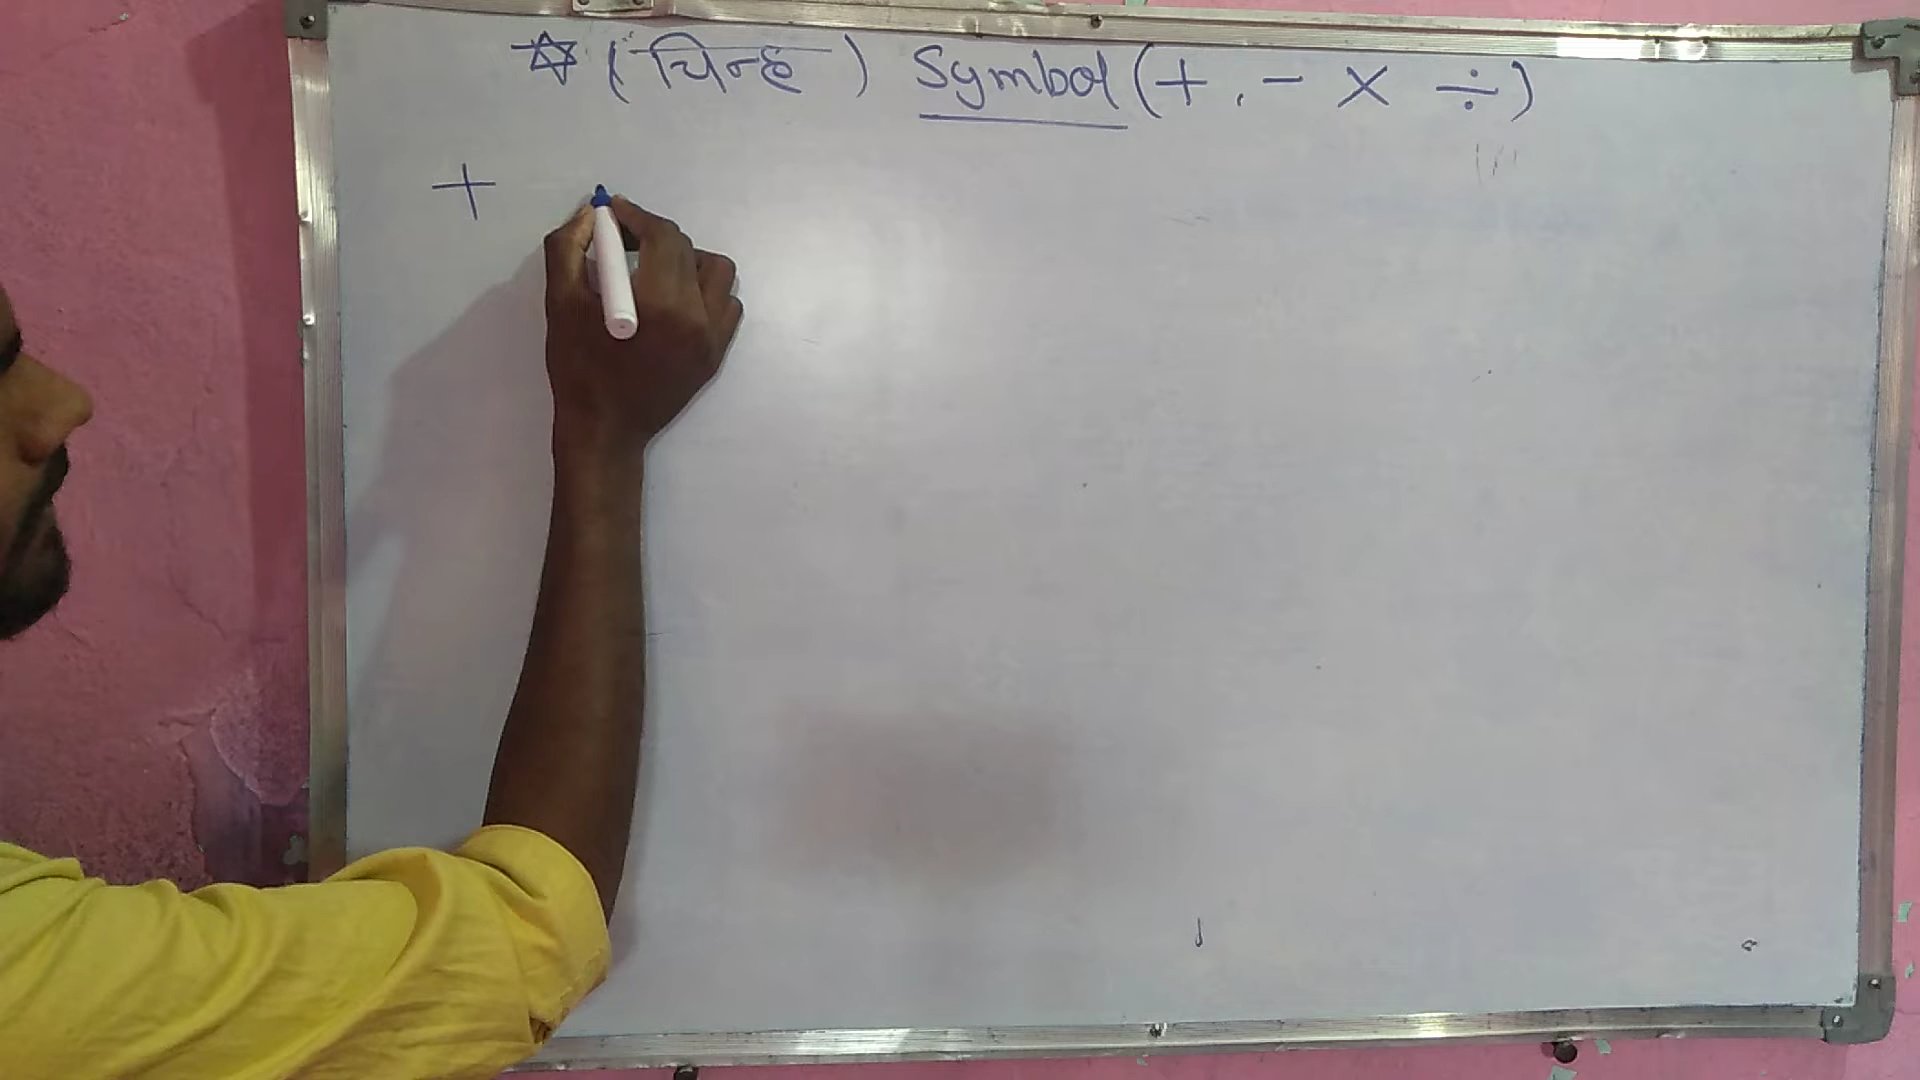 ✡ (चिन्ह) Symbol (+, - × ÷)
+